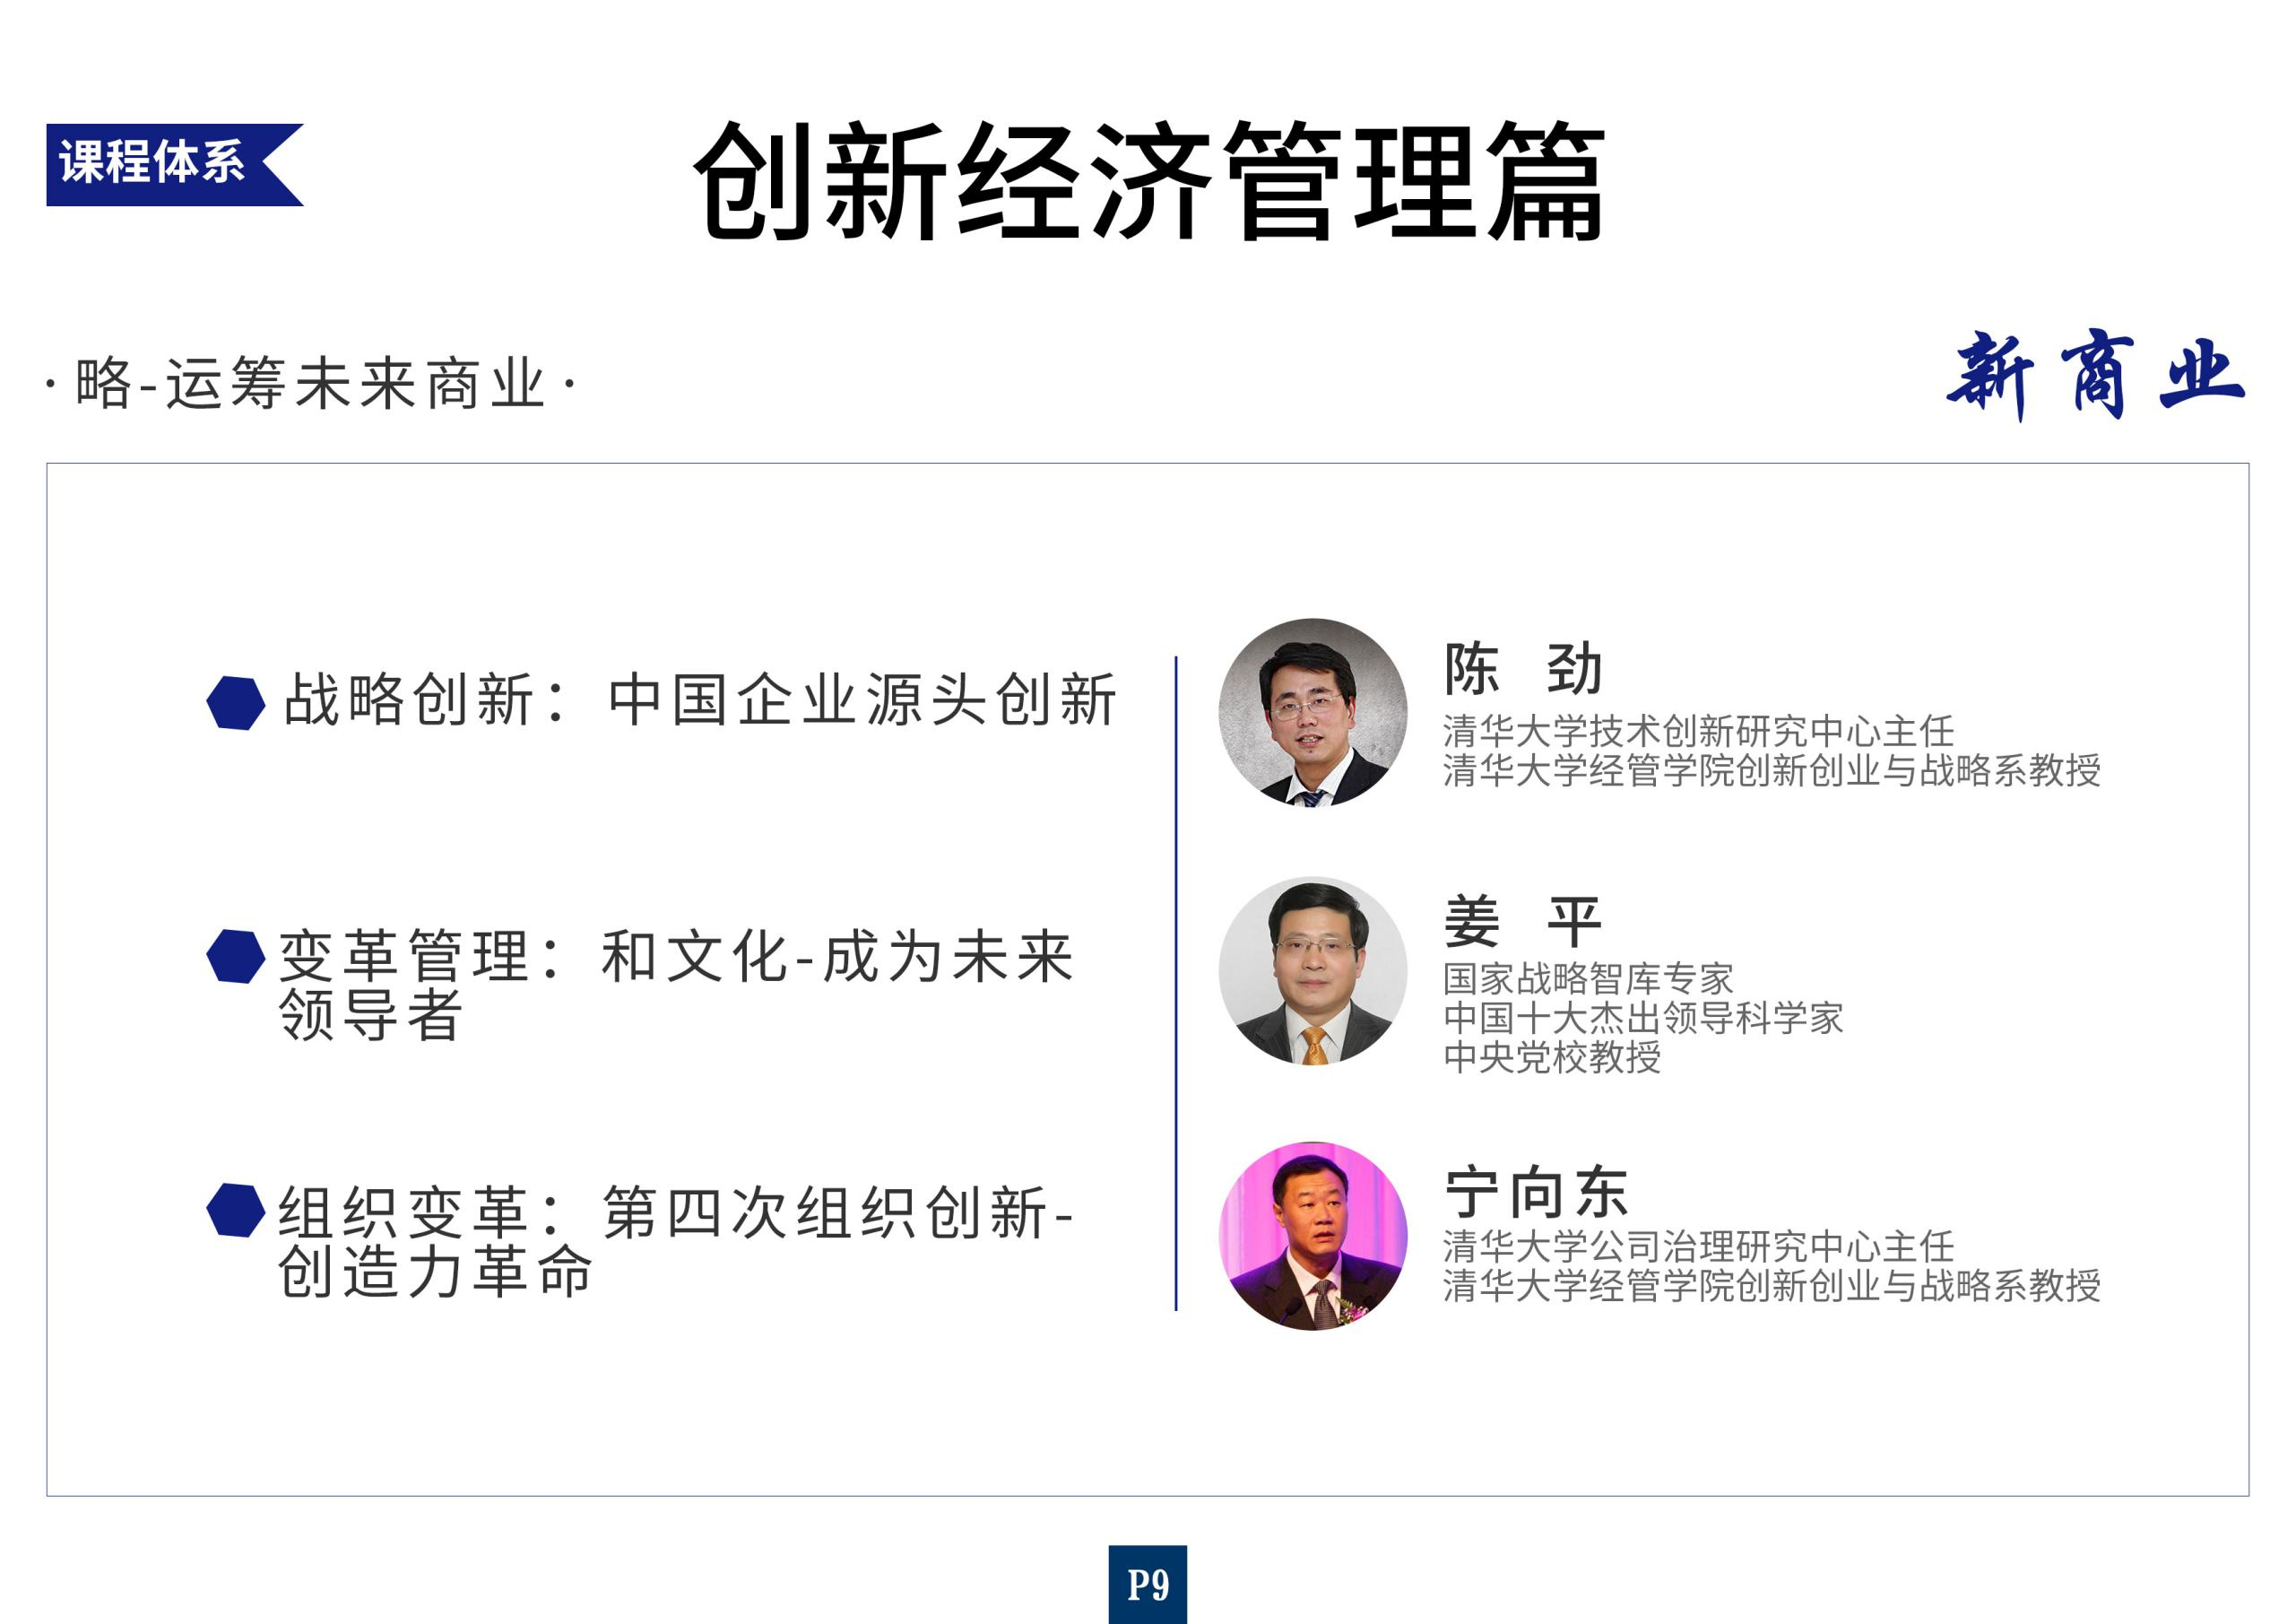 课程体系
创新经济管理篇
·略-运筹未来商业·
新商业
战略创新：中国企业源头创新
变革管理：和文化-成为未来
领导者
组织变革：第四次组织创新-
创造力革命
陈 劲
清华大学技术创新研究中心主任
清华大学经管学院创新创业与战略系教授
姜 平
国家战略智库专家
中国十大杰出领导科学家
中央党校教授
宁向东
清华大学公司治理研究中心主任
清华大学经管学院创新创业与战略系教授
P9